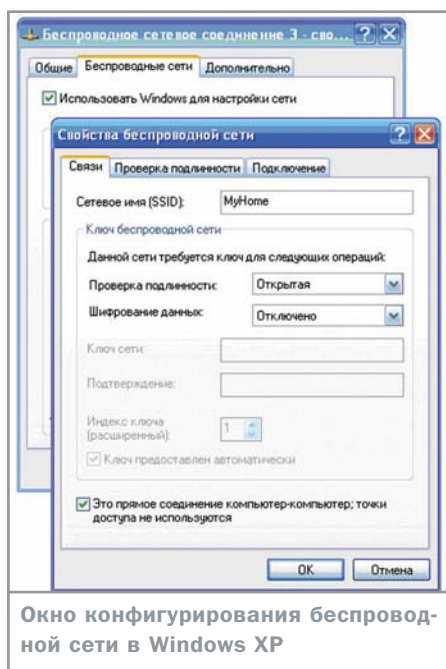 Беспроводное сетевое соединение 3 - сво...
Общие Беспроводные сети Дополнительно
Использовать Windows для настройки сети
Свойства беспроводной сети
Связи Проверка подлинности Подключение
Сетевое имя (SSID): MyHome
Ключ беспроводной сети
Данной сети требуется ключ для следующих операций:
Проверка подлинности: Открытая
Шифрование данных: Отключено
Ключ сети:
Подтверждение:
Индекс ключа
(расширенный): 1
Ключ предоставлен автоматически
Это прямое соединение компьютер-компьютер; точки
доступа не используются
OK Отмена
Окно конфигурирования беспровод-
ной сети в Windows XP